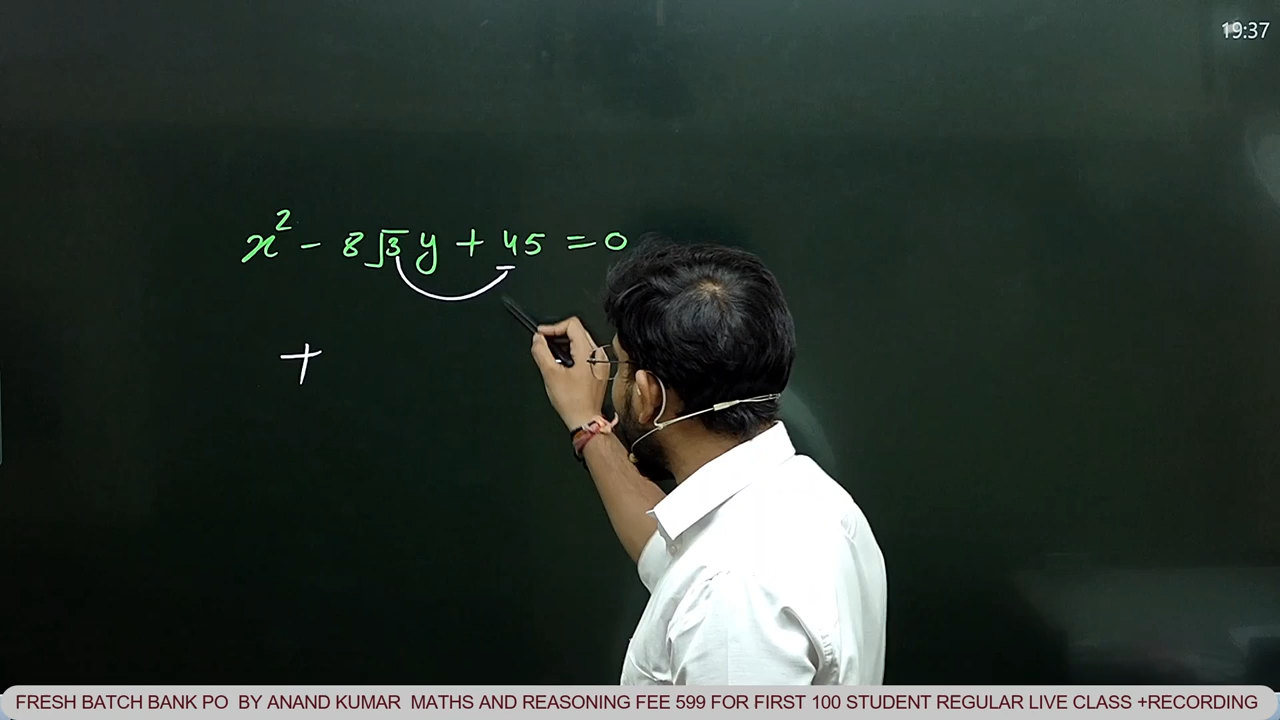 19:37
x² - 8√3 y + 45 = 0
+
FRESH BATCH BANK PO BY ANAND KUMAR MATHS AND REASONING FEE 599 FOR FIRST 100 STUDENT REGULAR LIVE CLASS +RECORDING